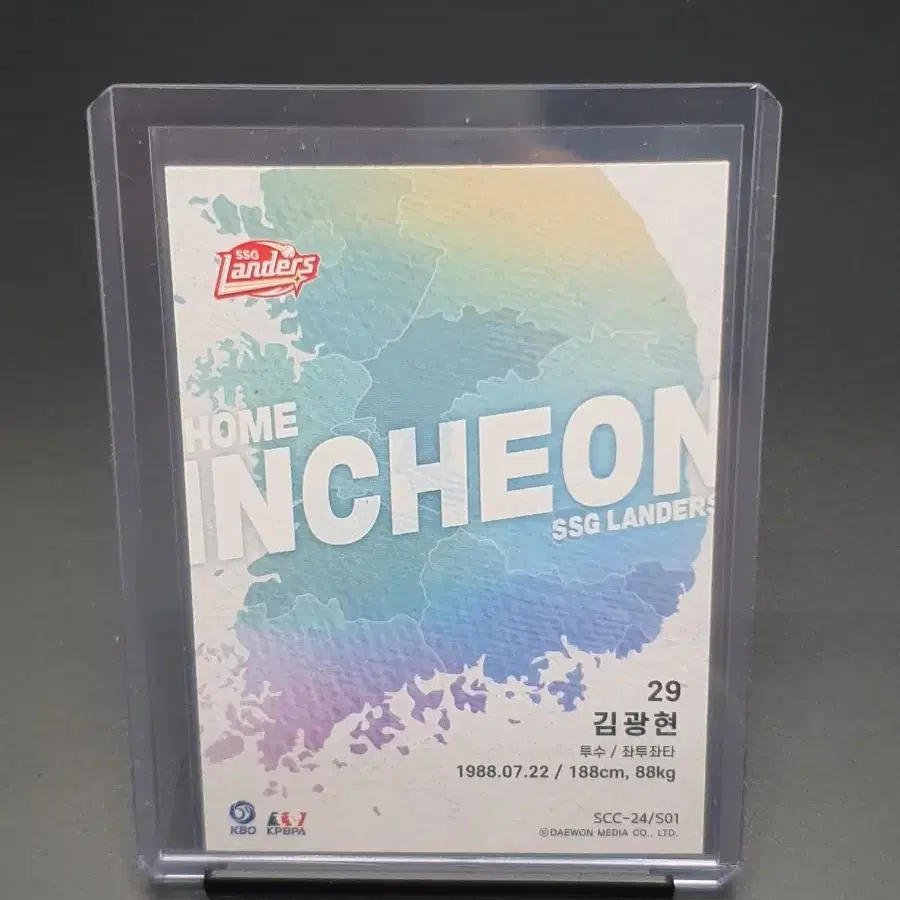 SSG
Landers
HOME
INCHEON
SSG LANDERS
29
김광현
투수 / 좌투좌타
1988.07.22 / 188cm, 88kg
KBO KPBPA
SCC-24/S01
©DAEWON MEDIA CO., LTD.